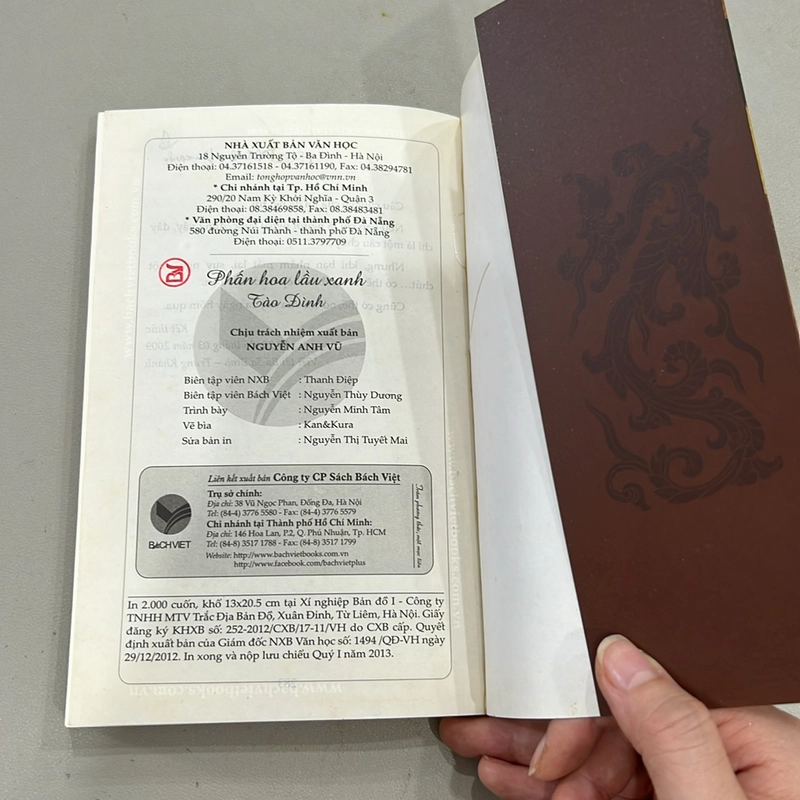 NHÀ XUẤT BẢN VĂN HỌC
18 Nguyễn Trường Tộ - Ba Đình - Hà Nội
Điện thoại: 04.37161518 - 04.37161190, Fax: 04.38294781
Email: tonghopvanhoc@vnn.vn
* Chi nhánh tại Tp. Hồ Chí Minh
290/20 Nam Kỳ Khởi Nghĩa - Quận 3
Điện thoại: 08.38469858, Fax: 08.38483481
* Văn phòng đại diện tại thành phố Đà Nẵng
580 đường Núi Thành - thành phố Đà Nẵng
Điện thoại: 0511.3797709
Phấn hoa lầu xanh
Tào Đình
Chịu trách nhiệm xuất bản
NGUYỄN ANH VŨ
Biên tập viên NXB : Thanh Điệp
Biên tập viên Bách Việt : Nguyễn Thùy Dương
Trình bày : Nguyễn Minh Tâm
Vẽ bìa : Kan&Kura
Sửa bản in : Nguyễn Thị Tuyết Mai
Liên kết xuất bản Công ty CP Sách Bách Việt
Trụ sở chính:
Địa chỉ: 38 Vũ Ngọc Phan, Đống Đa, Hà Nội
Tel: (84-4) 3776 5580 - Fax: (84-4) 3776 5579
Chi nhánh tại Thành phố Hồ Chí Minh:
Địa chỉ: 146 Hoa Lan, P.2, Q. Phú Nhuận, Tp. HCM
Tel: (84-8) 3517 1788 - Fax: (84-8) 3517 1799
Website: http://www.bachvietbooks.com.vn
http://www.facebook.com/bachvietplus
BACHVIET
In 2.000 cuốn, khổ 13x20.5 cm tại Xí nghiệp Bản đồ I - Công ty
TNHH MTV Trắc Địa Bản Đồ, Xuân Đỉnh, Từ Liêm, Hà Nội. Giấy
đăng ký KHXB số: 252-2012/CXB/17-11/VH do CXB cấp. Quyết
định xuất bản của Giám đốc NXB Văn học số: 1494 /QĐ-VH ngày
29/12/2012. In xong và nộp lưu chiểu Quý I năm 2013.
www.bachvietbooks.com.vn